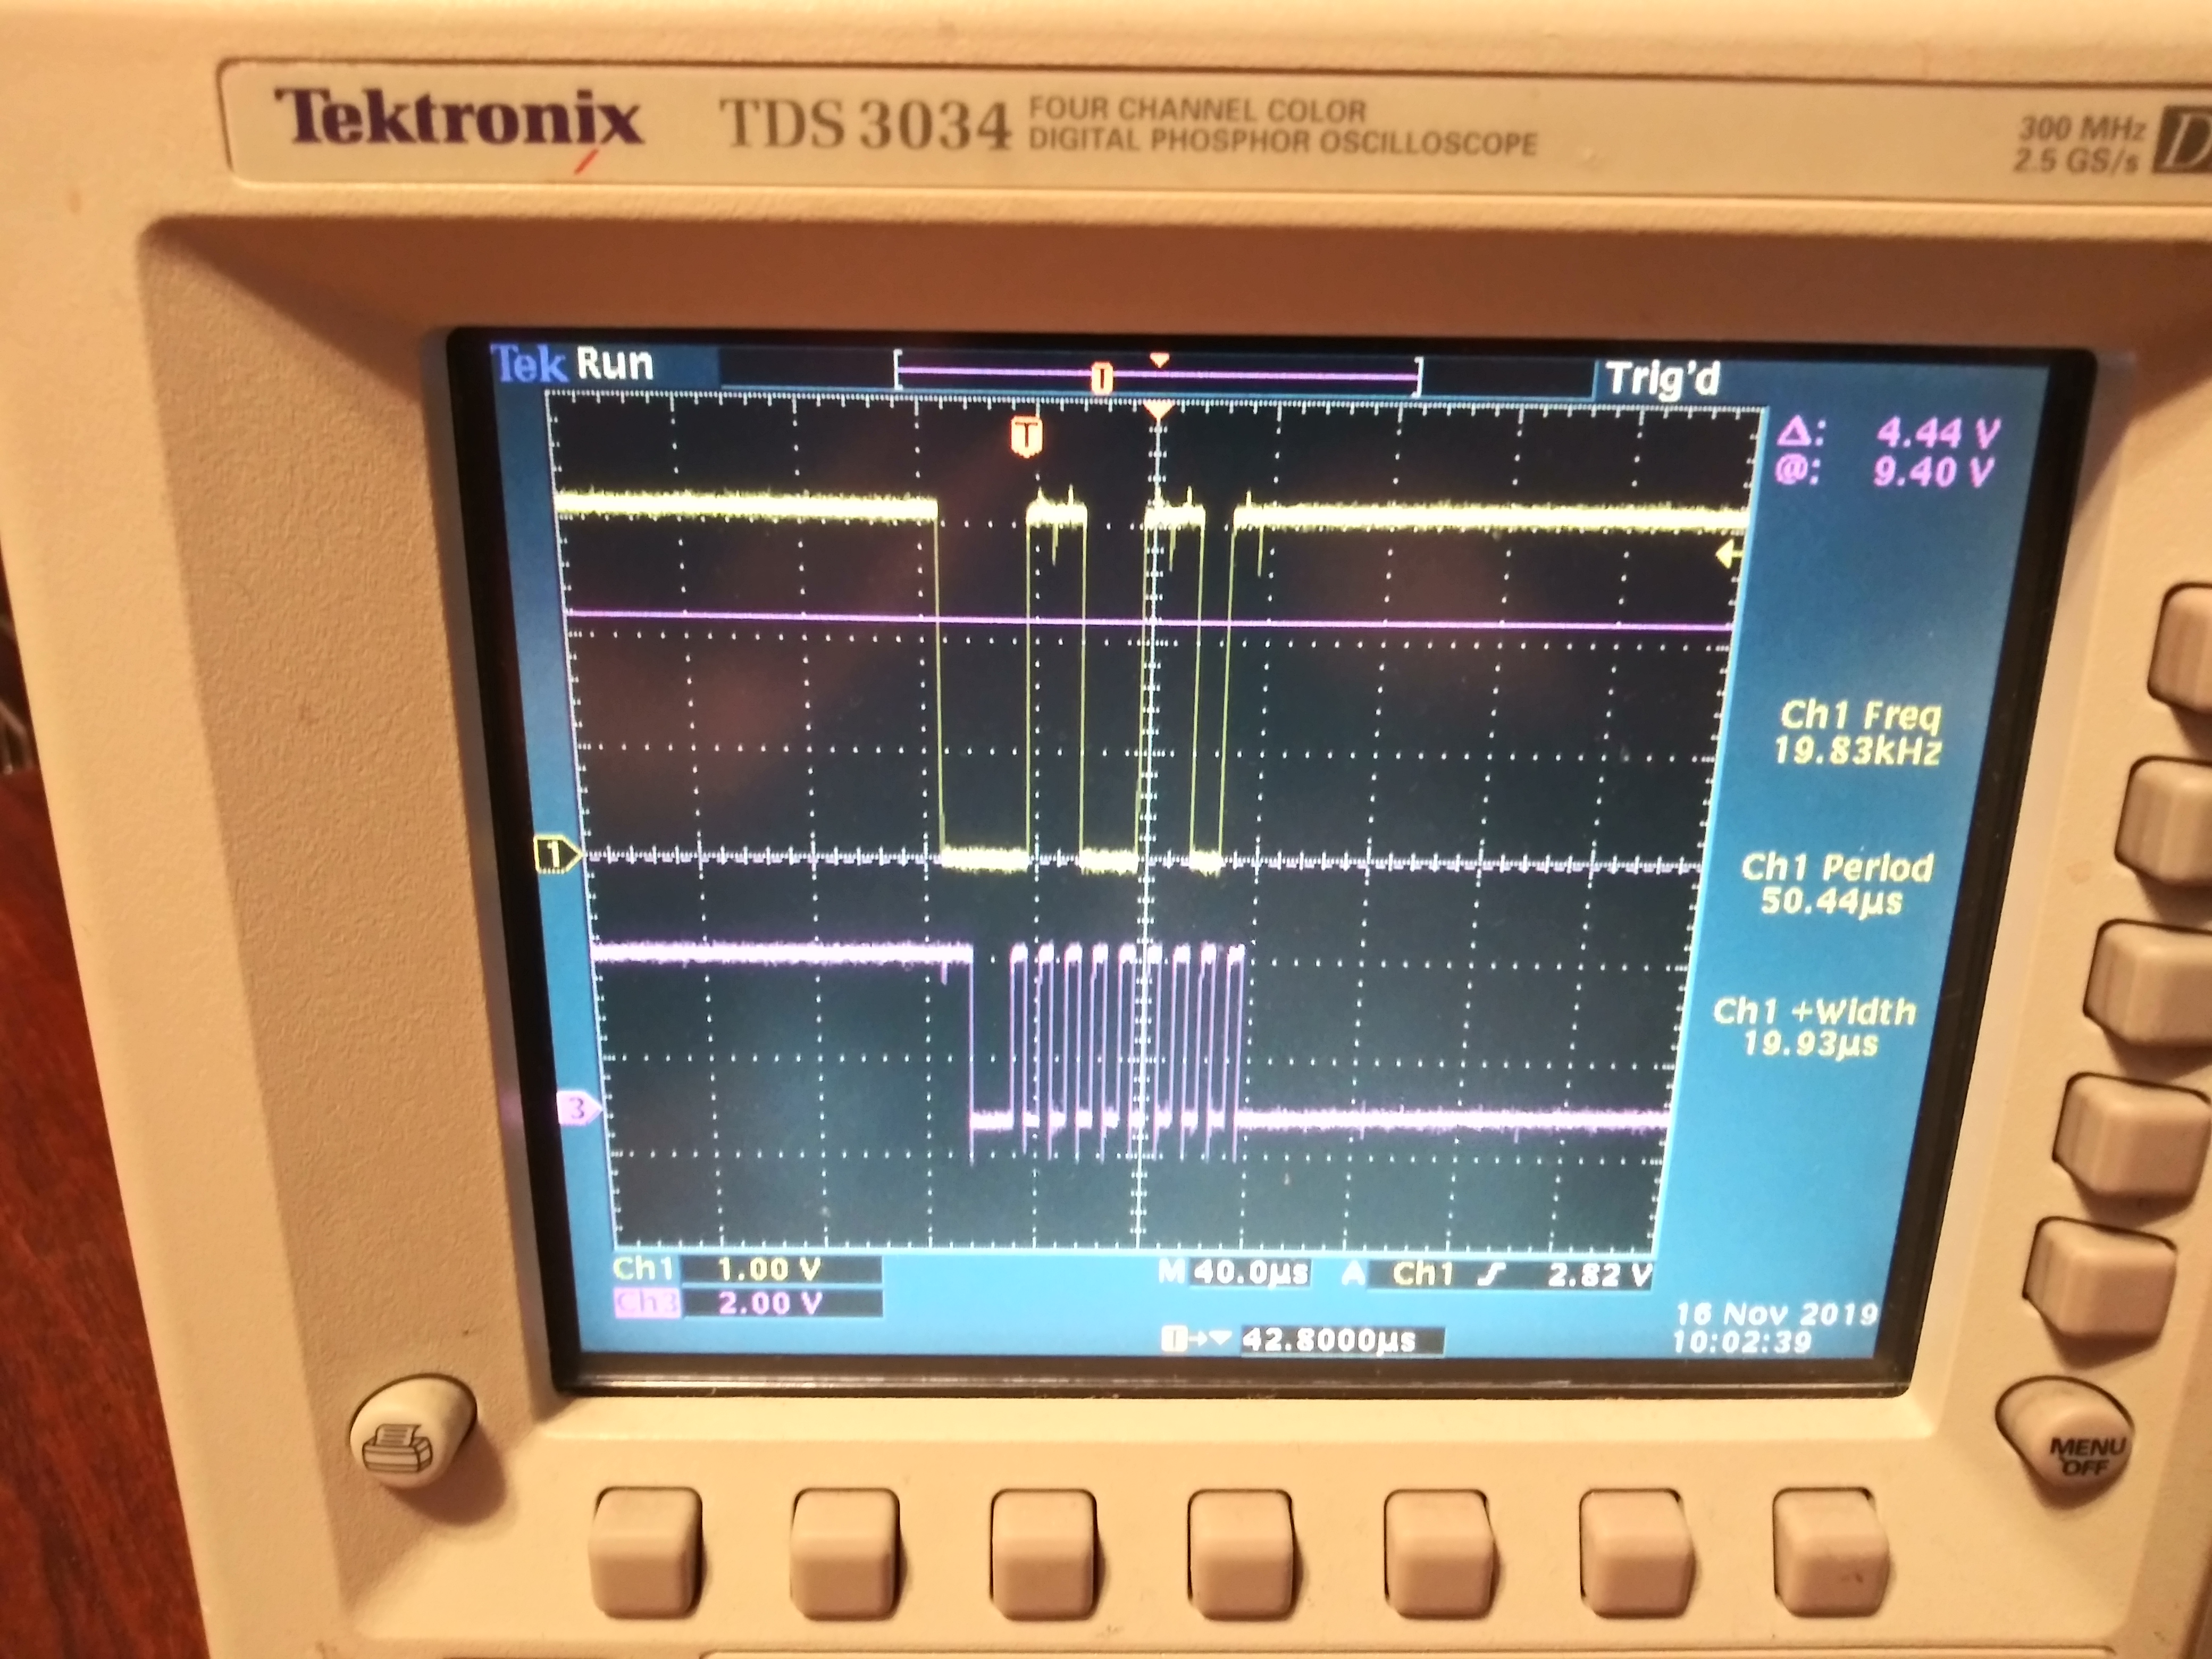 Tektronix TDS 3034 FOUR CHANNEL COLOR
DIGITAL PHOSPHOR OSCILLOSCOPE
300 MHz
2.5 GS/s
Tek Run
Trig'd
T
T
Δ: 4.44 V
@: 9.40 V
Ch1 Freq
19.83kHz
1
Ch1 Period
50.44µs
Ch1 +Width
19.93µs
3
Ch1 1.00 V M 40.0µs A Ch1 2.82 V
Ch3 2.00 V
16 Nov 2019
42.8000µs 10:02:39
MENU
OFF